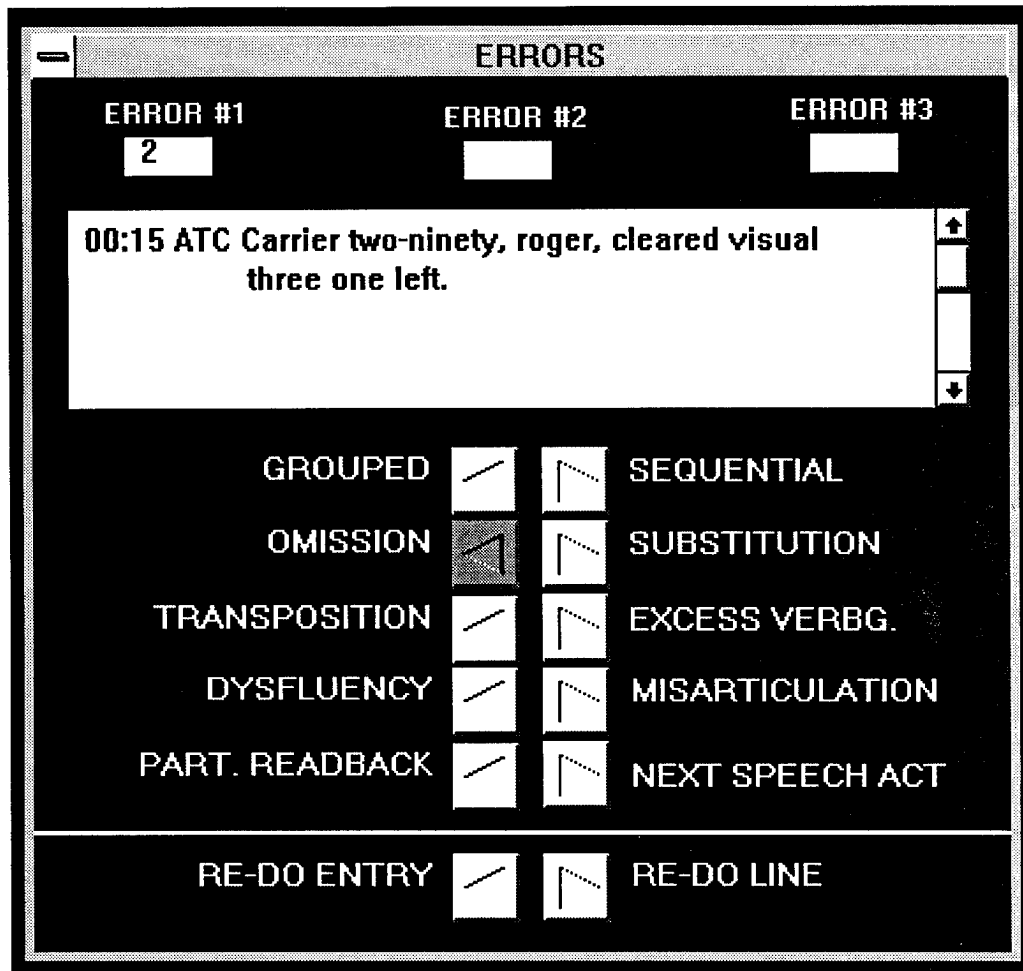 ERRORS
ERROR #1 ERROR #2 ERROR #3
2
00:15 ATC Carrier two-ninety, roger, cleared visual
three one left.
GROUPED SEQUENTIAL
OMISSION SUBSTITUTION
TRANSPOSITION EXCESS VERBG.
DYSFLUENCY MISARTICULATION
PART. READBACK NEXT SPEECH ACT
RE-DO ENTRY RE-DO LINE